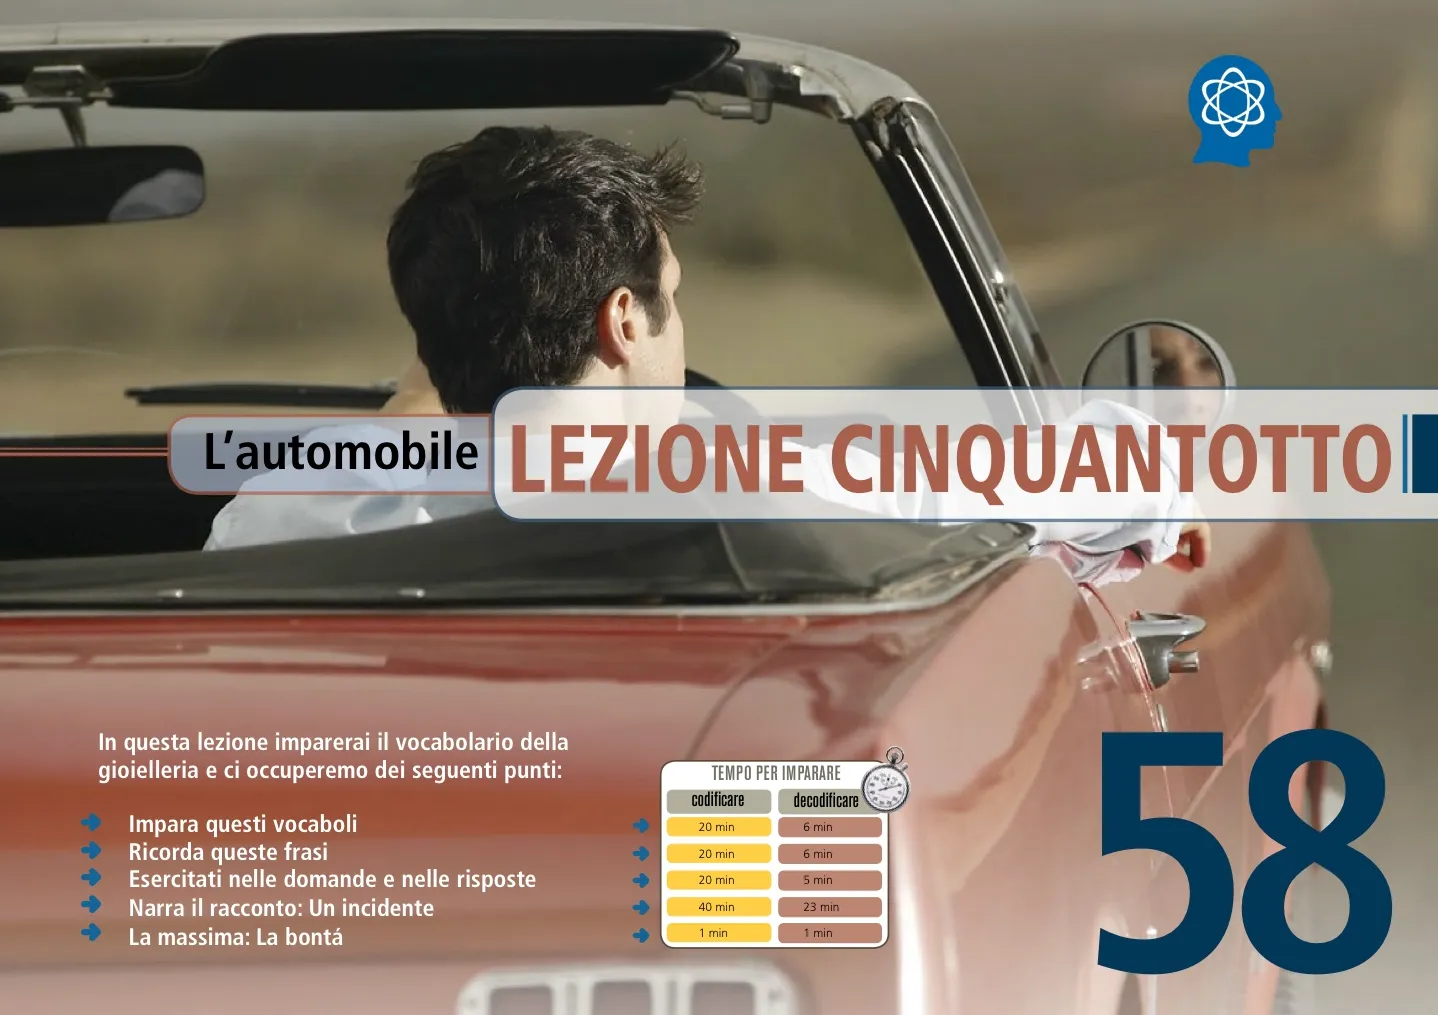 L’automobile
LEZIONE CINQUANTOTTO
In questa lezione imparerai il vocabolario della
gioielleria e ci occuperemo dei seguenti punti:
Impara questi vocaboli
Ricorda queste frasi
Esercitati nelle domande e nelle risposte
Narra il racconto: Un incidente
La massima: La bontá
TEMPO PER IMPARARE
codificare decodificare
20 min 6 min
20 min 6 min
20 min 5 min
40 min 23 min
1 min 1 min
58